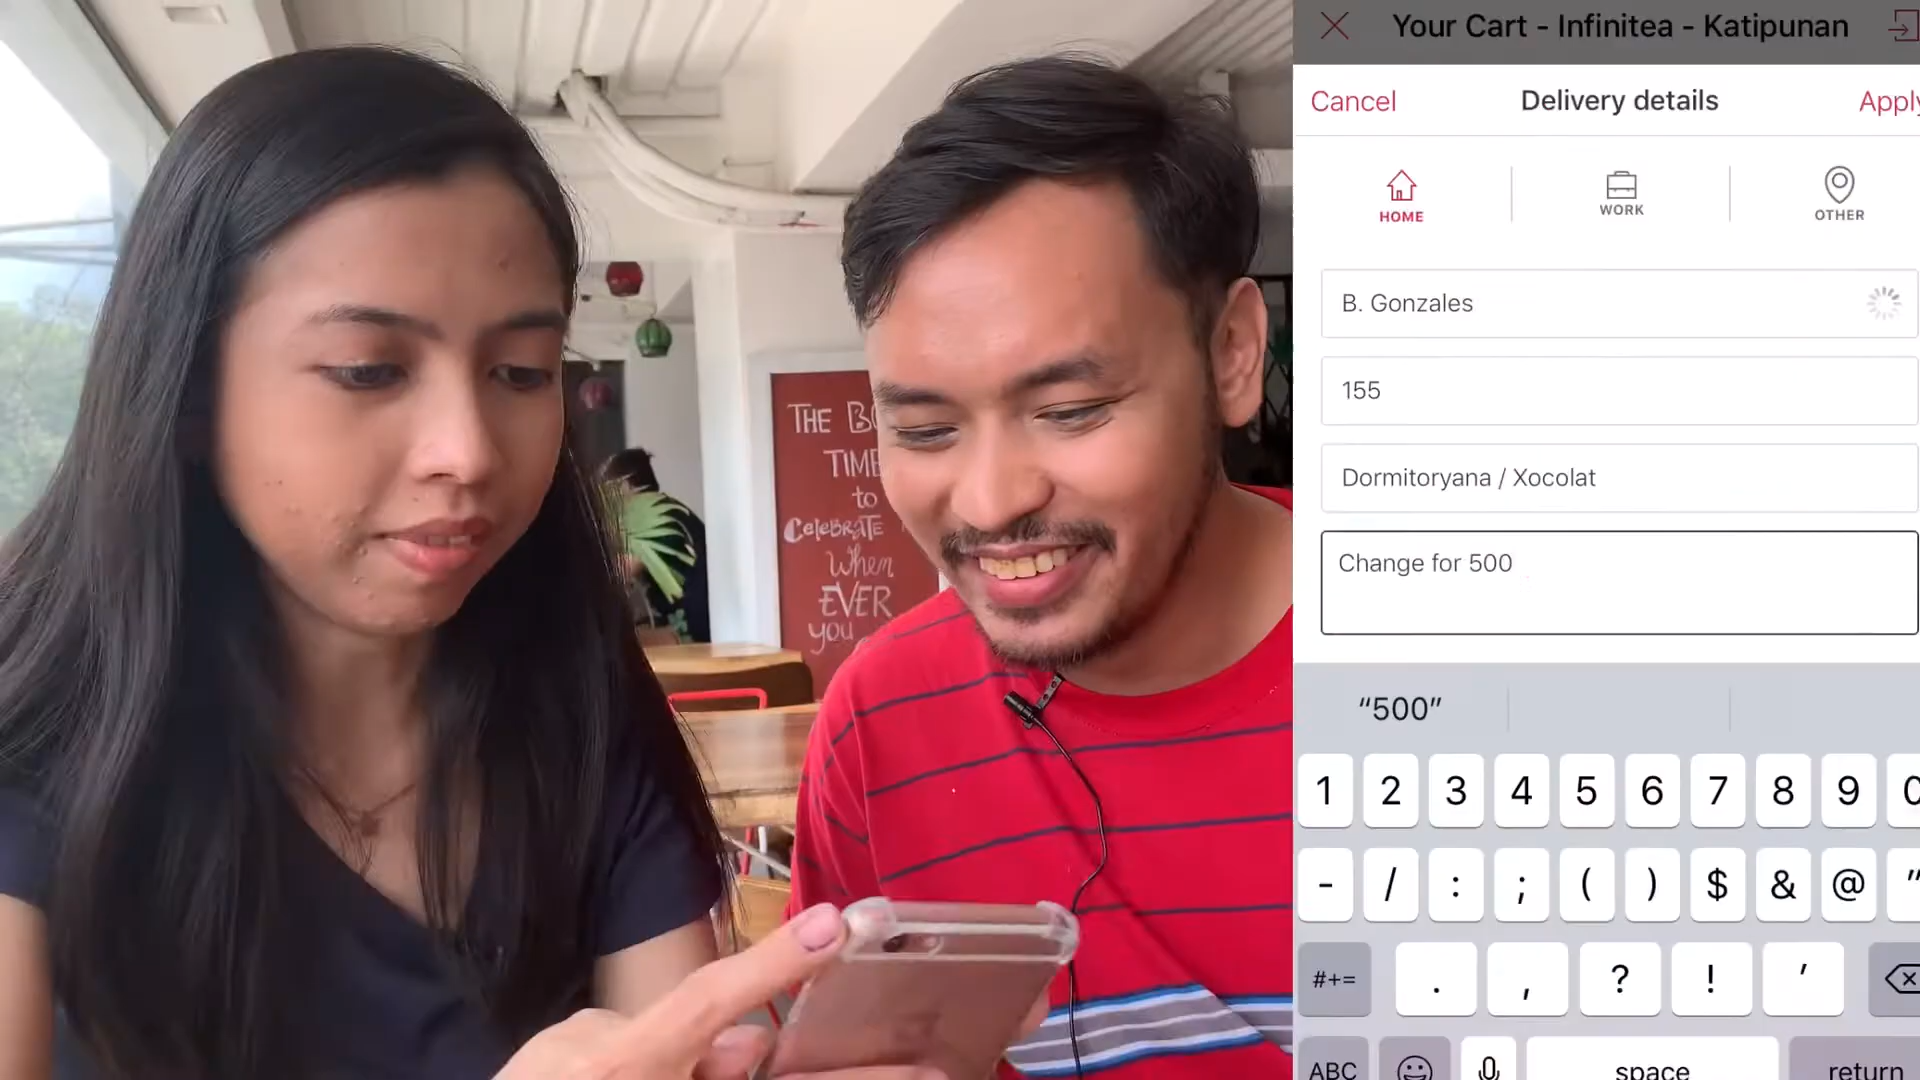 THE
TIME
to
CeleBRaTE
When
EVER
you
Your Cart - Infinitea - Katipunan
Cancel
Delivery details
Apply
HOME
WORK
OTHER
B. Gonzales
155
Dormitoryana / Xocolat
Change for 500
“500”
1 2 3 4 5 6 7 8 9 0
- / : ; ( ) $ & @ "
#+= . , ? ! ’
ABC
space
return